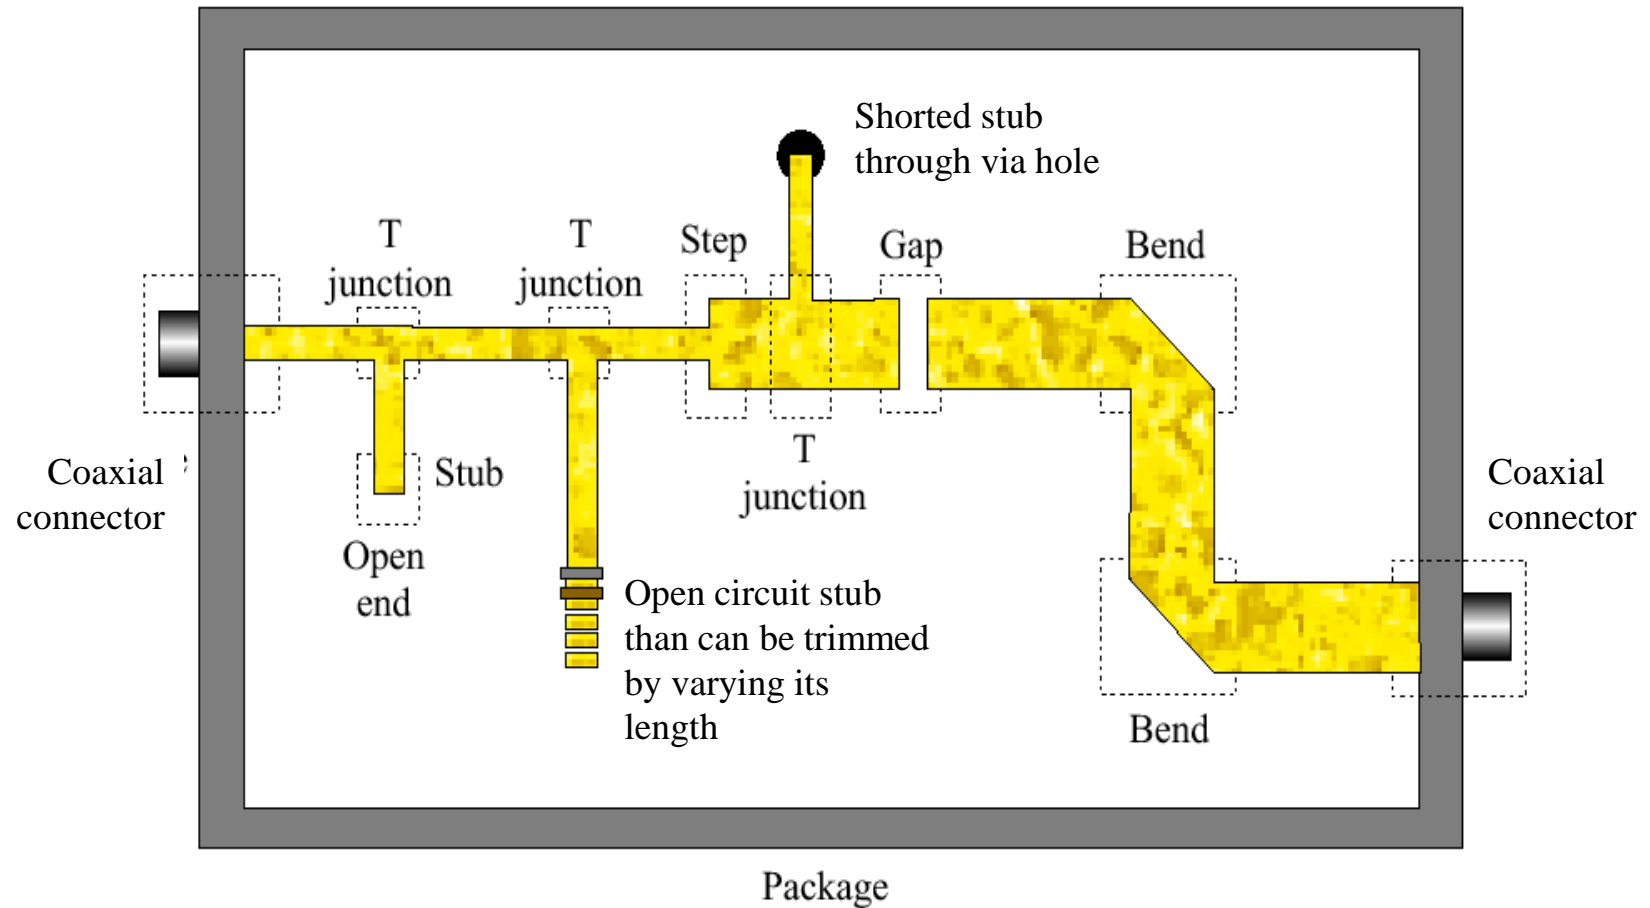 Shorted stub
through via hole
T
junction
T
junction
Step
Gap
Bend
Coaxial
connector
Stub
Open
end
T
junction
Coaxial
connector
Open circuit stub
than can be trimmed
by varying its
length
Bend
Package